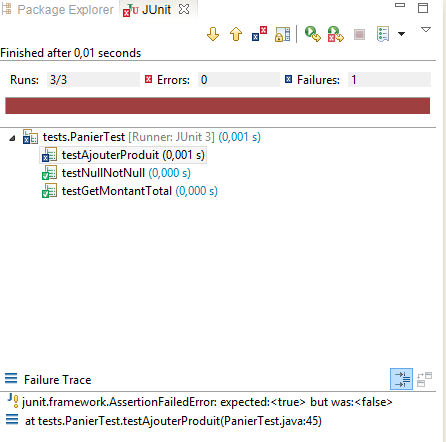 Package Explorer JUnit
Finished after 0,01 seconds
Runs: 3/3 Errors: 0 Failures: 1
tests.PanierTest [Runner: JUnit 3] (0,001 s)
testAjouterProduit (0,001 s)
testNullNotNull (0,000 s)
testGetMontantTotal (0,000 s)
Failure Trace
junit.framework.AssertionFailedError: expected:<true> but was:<false>
at tests.PanierTest.testAjouterProduit(PanierTest.java:45)